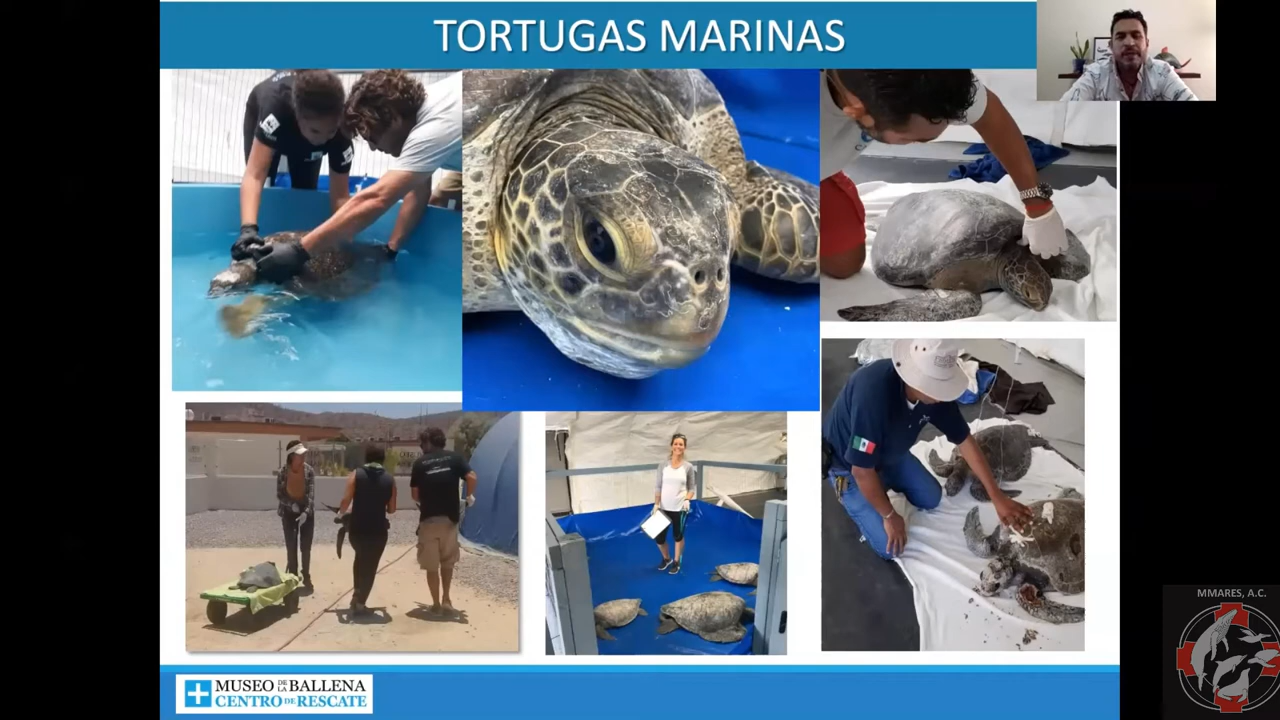 TORTUGAS MARINAS
MMARES, A.C.
MUSEO DE LA BALLENA
CENTRO DE RESCATE